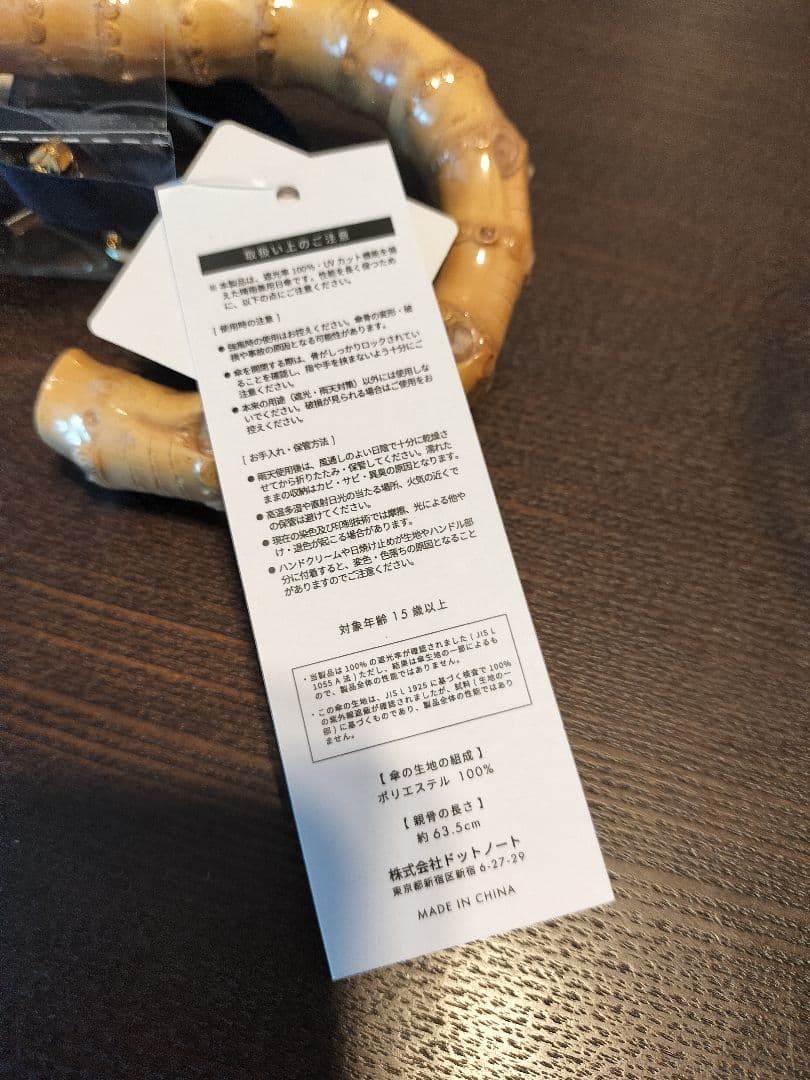 取扱い上のご注意
※本製品は、遮光率 100%・UV カット機能を備
えた晴雨兼用日傘です。性能を長く保つため
に、以下の点にご注意ください。
[ 使用時の注意 ]
● 強風時の使用はお控えください。傘骨の変形・破
損や事故の原因となる可能性があります。
● 傘を開閉する際は、骨がしっかりロックされてい
ることを確認し、指や手を挟まないよう十分にご
注意ください。
● 本来の用途（遮光・雨天対策）以外には使用しな
いでください。破損が見られる場合はご使用をお
控えください。
[ お手入れ・保管方法 ]
● 雨天使用後は、風通しのよい日陰で十分に乾燥さ
せてから折りたたみ・保管してください。濡れた
ままの収納はカビ・サビ・異臭の原因となります。
● 高温多湿や直射日光の当たる場所、火気の近くで
の保管は避けてください。
● 現在の染色及び印刷技術では摩擦、光による他や
け・退色が起こる場合があります。
● ハンドクリームや日焼け止めが生地やハンドル部
分に付着すると、変色・色落ちの原因となること
がありますのでご注意ください。
対象年齢 15 歳以上
・当製品は 100% の遮光率が確認されました ( JIS L
1055 A 法 ) ただし、結果は傘生地の一部によるも
ので、製品全体の性能ではありません。
・この傘の生地は、JIS L 1925 に基づく検査で 100%
の紫外線遮蔽が確認されましたが、試料 ( 生地の一
部 ) に基づくものであり、製品全体の性能ではあり
ません。
【 傘の生地の組成 】
ポリエステル 100%
【 親骨の長さ 】
約 63.5cm
株式会社ドットノート
東京都新宿区新宿 6-27-29
MADE IN CHINA